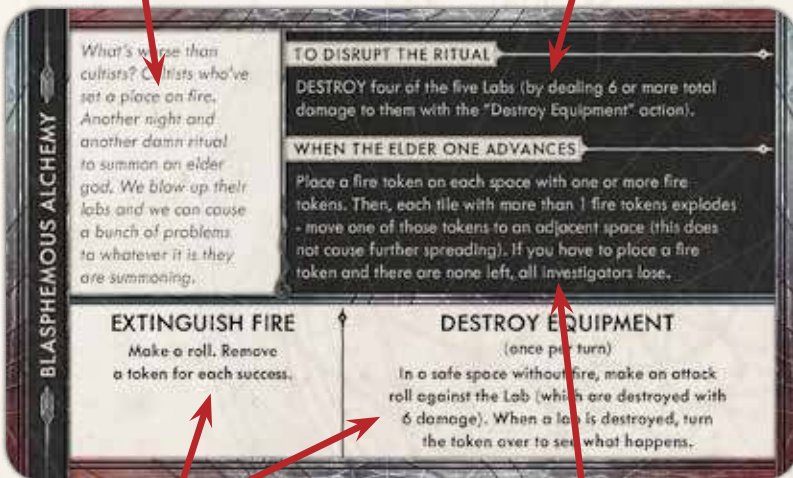 BLASPHEMOUS ALCHEMY
What's worse than
cultists? Cultists who've
set a place on fire.
Another night and
another damn ritual
to summon an elder
god. We blow up their
labs and we can cause
a bunch of problems
to whatever it is they
are summoning.
TO DISRUPT THE RITUAL
DESTROY four of the five Labs (by dealing 6 or more total
damage to them with the "Destroy Equipment" action).
WHEN THE ELDER ONE ADVANCES
Place a fire token on each space with one or more fire
tokens. Then, each tile with more than 1 fire tokens explodes
- move one of those tokens to an adjacent space (this does
not cause further spreading). If you have to place a fire
token and there are none left, all investigators lose.
EXTINGUISH FIRE
Make a roll. Remove
a token for each success.
DESTROY EQUIPMENT
(once per turn)
In a safe space without fire, make an attack
roll against the Lab (which are destroyed with
6 damage). When a lab is destroyed, turn
the token over to see what happens.